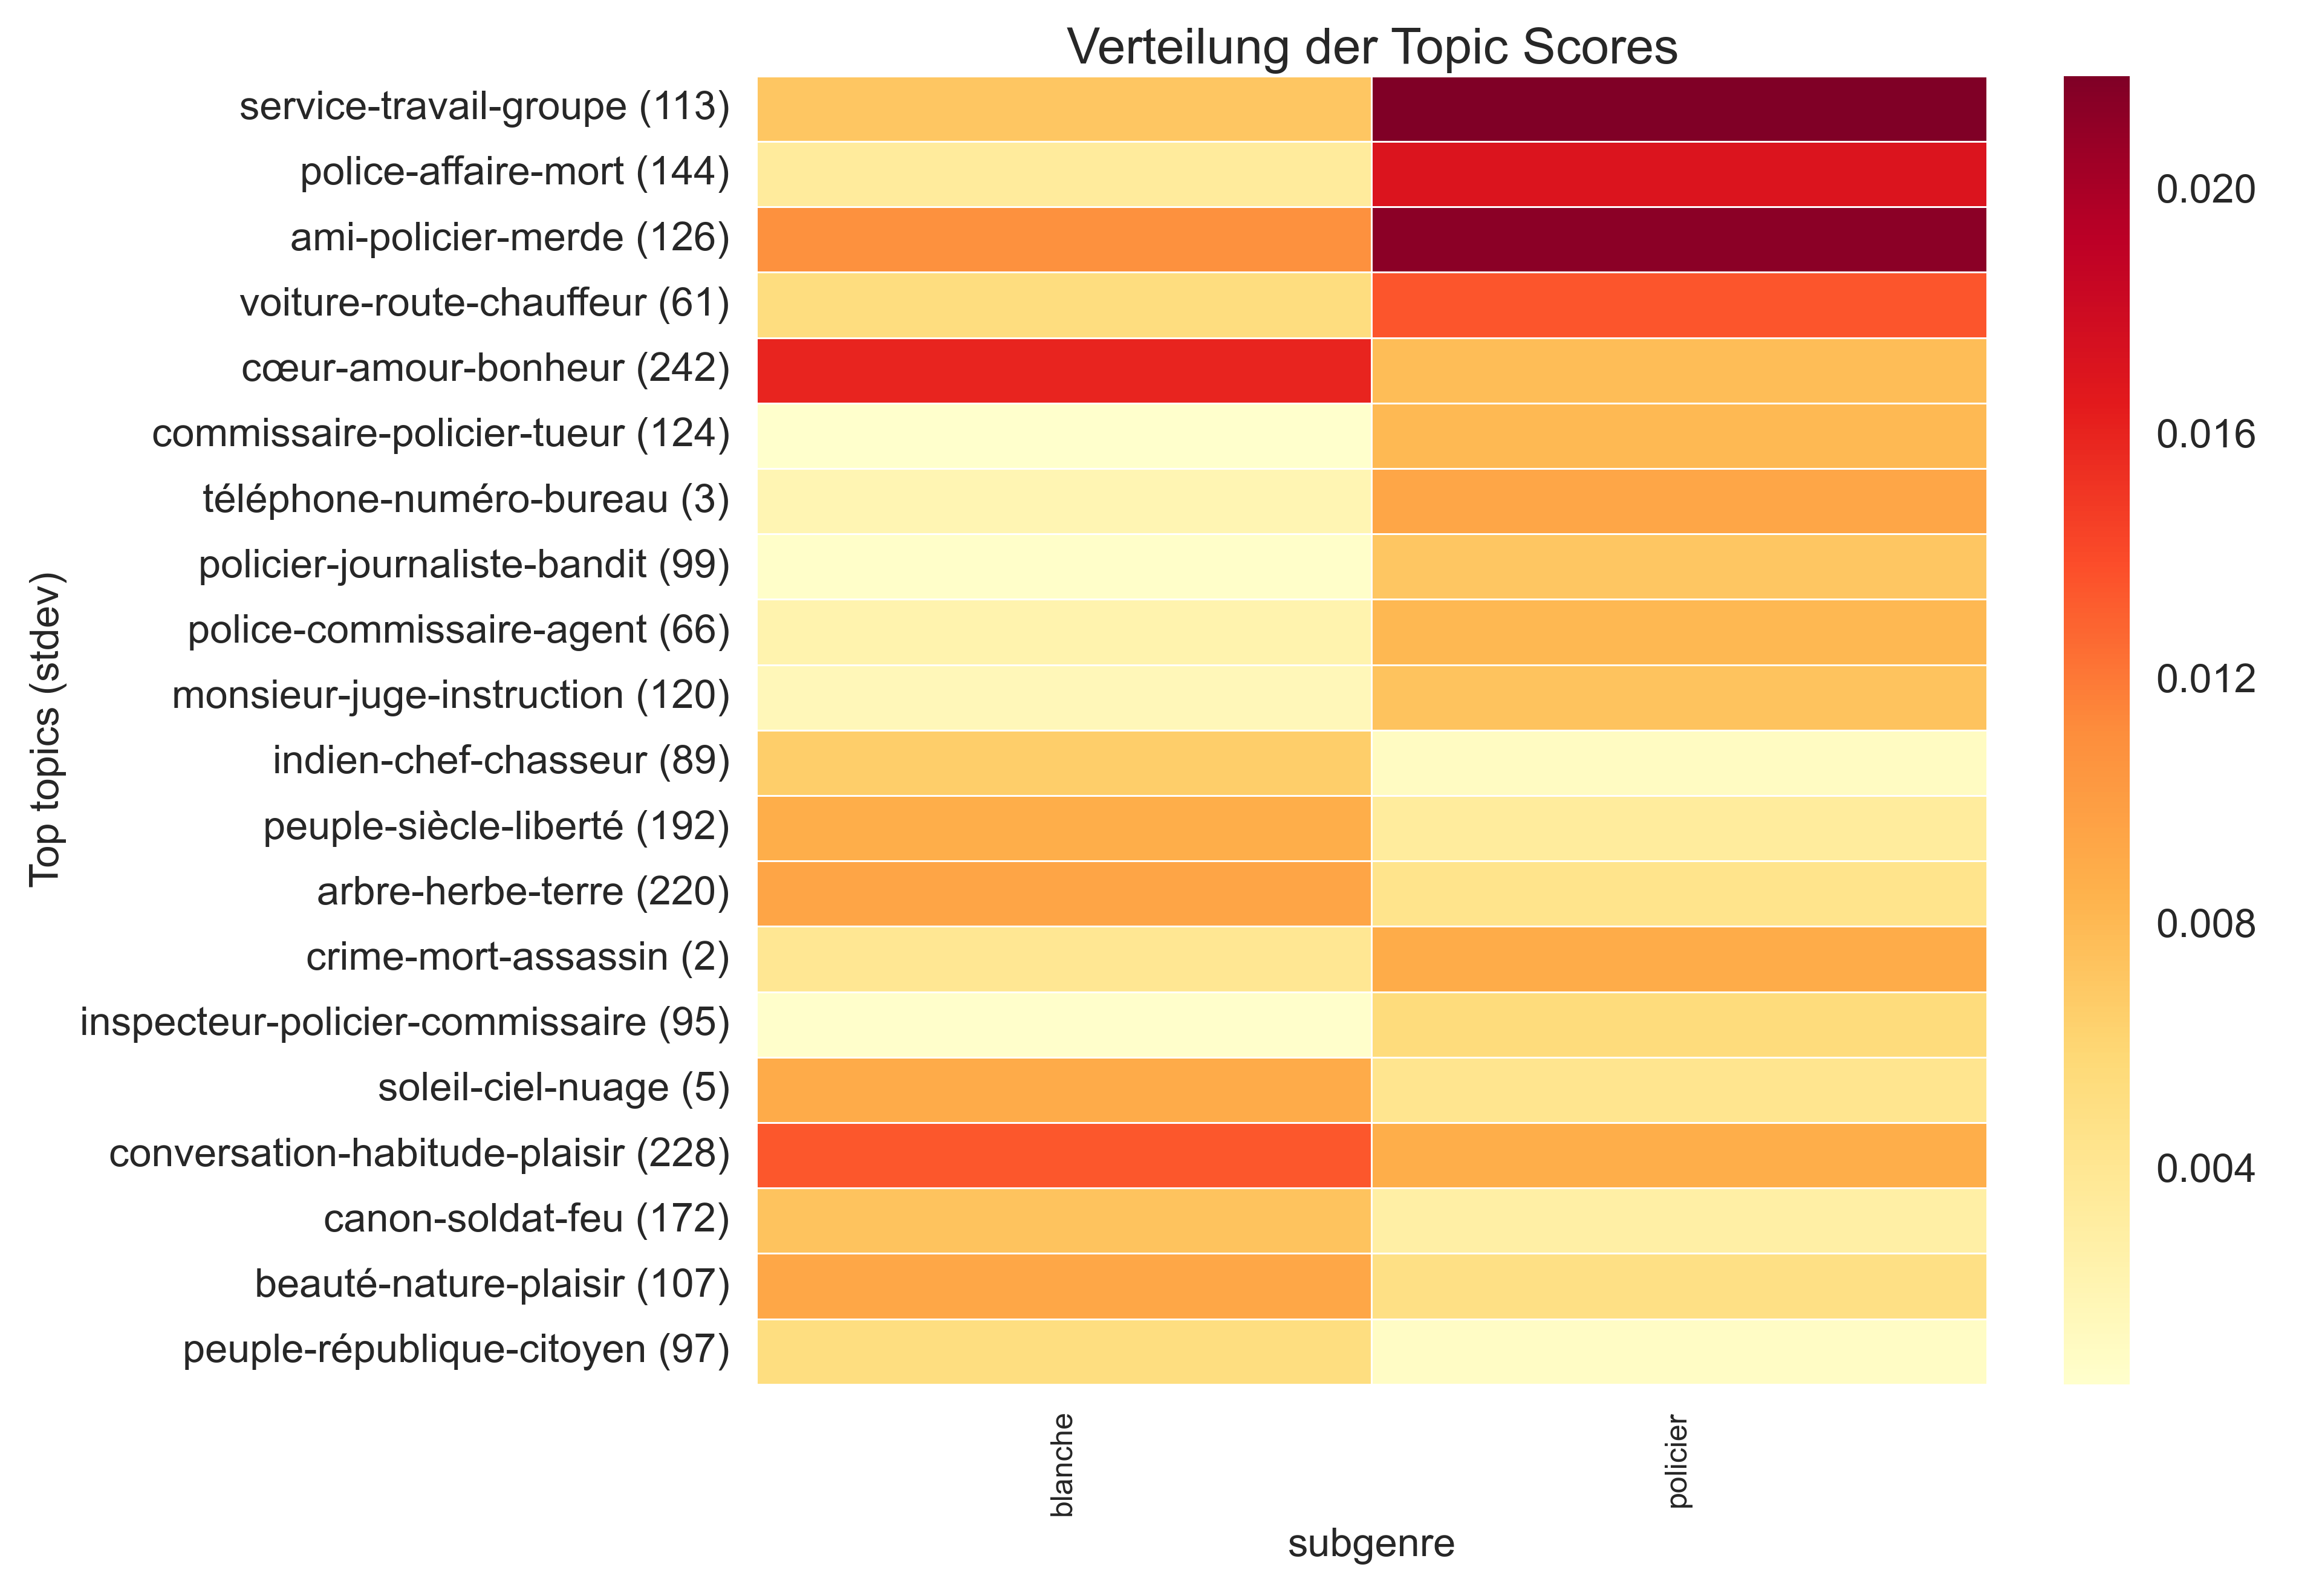 Verteilung der Topic Scores
service-travail-groupe (113)
police-affaire-mort (144)
ami-policier-merde (126)
voiture-route-chauffeur (61)
cœur-amour-bonheur (242)
commissaire-policier-tueur (124)
téléphone-numéro-bureau (3)
policier-journaliste-bandit (99)
police-commissaire-agent (66)
monsieur-juge-instruction (120)
indien-chef-chasseur (89)
peuple-siècle-liberté (192)
arbre-herbe-terre (220)
crime-mort-assassin (2)
inspecteur-policier-commissaire (95)
soleil-ciel-nuage (5)
conversation-habitude-plaisir (228)
canon-soldat-feu (172)
beauté-nature-plaisir (107)
peuple-république-citoyen (97)
Top topics (stdev)
blanche
policier
subgenre
0.020
0.016
0.012
0.008
0.004